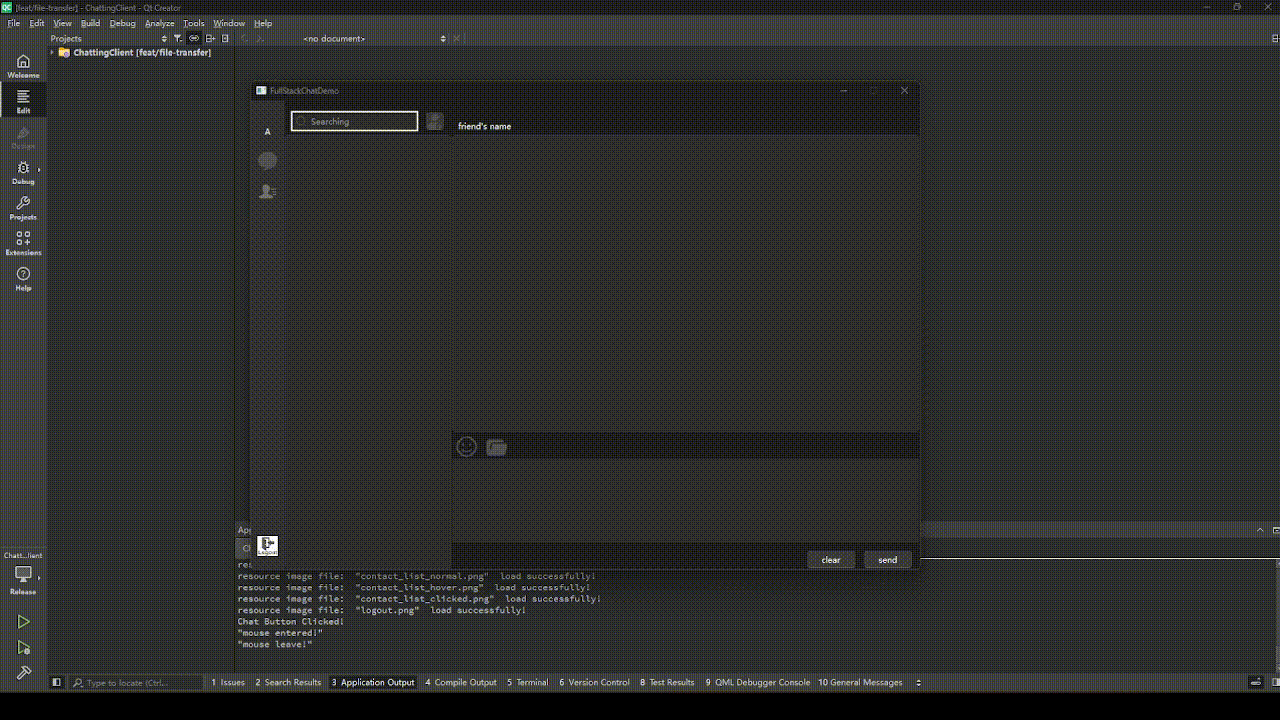 [feat/file-transfer] - ChattingClient - Qt Creator
File Edit View Build Debug Analyze Tools Window Help
Projects
<no document>
ChattingClient [feat/file-transfer]
Welcome
Edit
Design
Debug
Projects
Extensions
Help
FullStackChatDemo
A
Searching
friend's name
Logout
clear
send
App
resource image file: "contact_list_normal.png" load successfully!
resource image file: "contact_list_hover.png" load successfully!
resource image file: "contact_list_clicked.png" load successfully!
resource image file: "logout.png" load successfully!
Chat Button Clicked!
"mouse entered!"
"mouse leave!"
Chatt...lient
Release
Type to locate (Ctrl...
1 Issues
2 Search Results
3 Application Output
4 Compile Output
5 Terminal
6 Version Control
8 Test Results
9 QML Debugger Console
10 General Messages